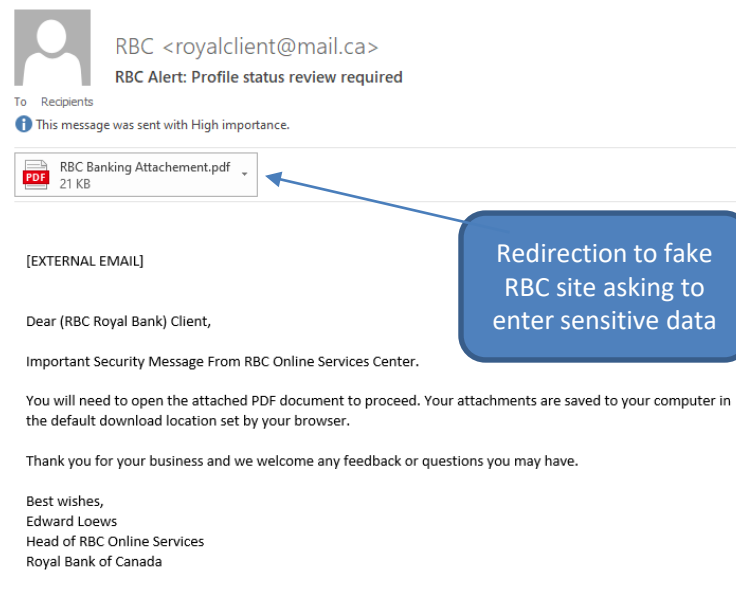 RBC <royalclient@mail.ca>
RBC Alert: Profile status review required
To Recipients
i This message was sent with High importance.
PDF
RBC Banking Attachement.pdf
21 KB
Redirection to fake
RBC site asking to
enter sensitive data
[EXTERNAL EMAIL]
Dear (RBC Royal Bank) Client,
Important Security Message From RBC Online Services Center.
You will need to open the attached PDF document to proceed. Your attachments are saved to your computer in
the default download location set by your browser.
Thank you for your business and we welcome any feedback or questions you may have.
Best wishes,
Edward Loews
Head of RBC Online Services
Royal Bank of Canada